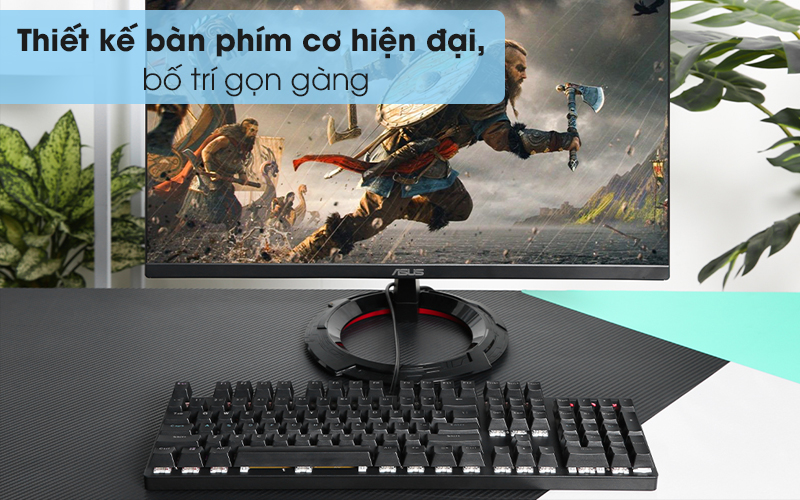 Thiết kế bàn phím cơ hiện đại,
bố trí gọn gàng
ASUS